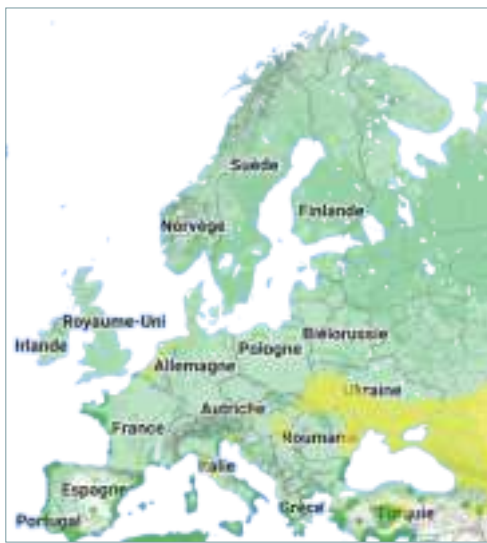 Suède
Finlande
Norvège
Royaume-Uni
Irlande
Biélorussie
Pologne
Allemagne
Ukraine
Autriche
France
Roumanie
Italie
Espagne
Portugal
Grèce
Turquie